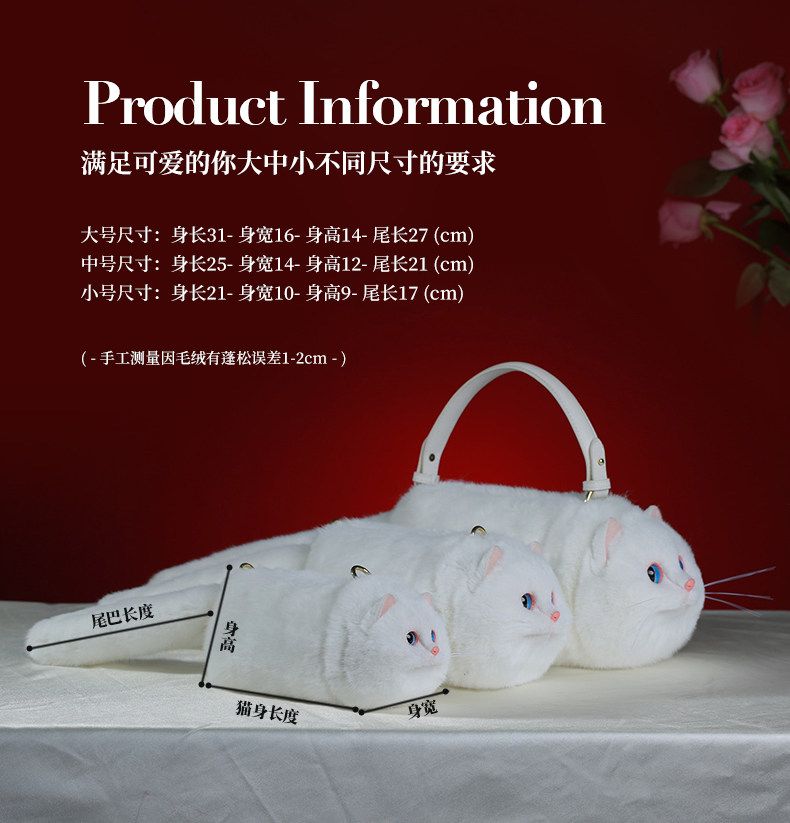 Product Information
满足可爱的你大中小不同尺寸的要求
大号尺寸：身长31- 身宽16- 身高14- 尾长27 (cm)
中号尺寸：身长25- 身宽14- 身高12- 尾长21 (cm)
小号尺寸：身长21- 身宽10- 身高9- 尾长17 (cm)
( - 手工测量因毛绒有蓬松误差1-2cm - )
尾巴长度
身高
猫身长度
身宽